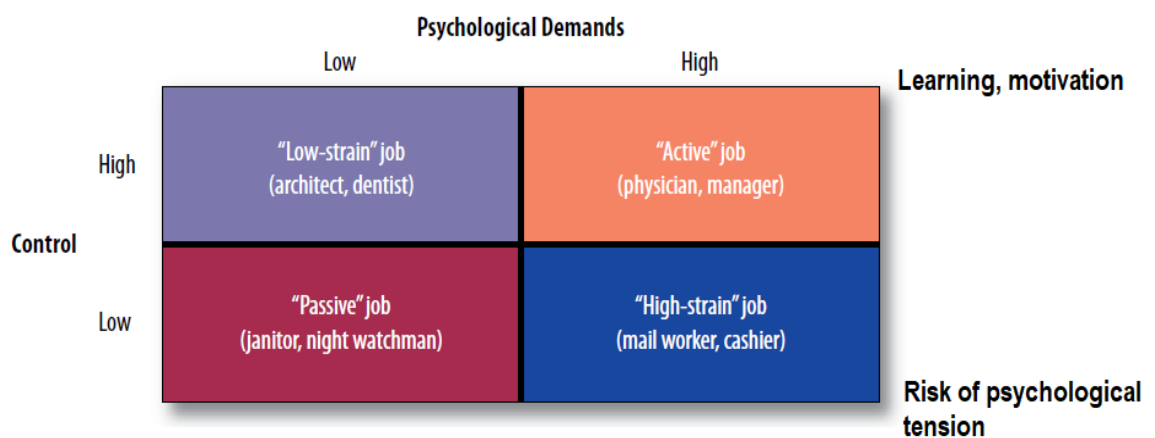 Psychological Demands
Low High
Learning, motivation
High
“Low-strain” job
(architect, dentist)
“Active” job
(physician, manager)
Control
Low
“Passive” job
(janitor, night watchman)
“High-strain” job
(mail worker, cashier)
Risk of psychological
tension